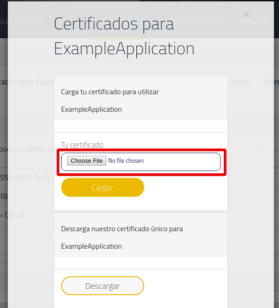 Certificados para
ExampleApplication
Carga tu certificado para utilizar
ExampleApplication
Tu certificado
Choose File No file chosen
Cargar
Descarga nuestro certificado único para
ExampleApplication
Descargar